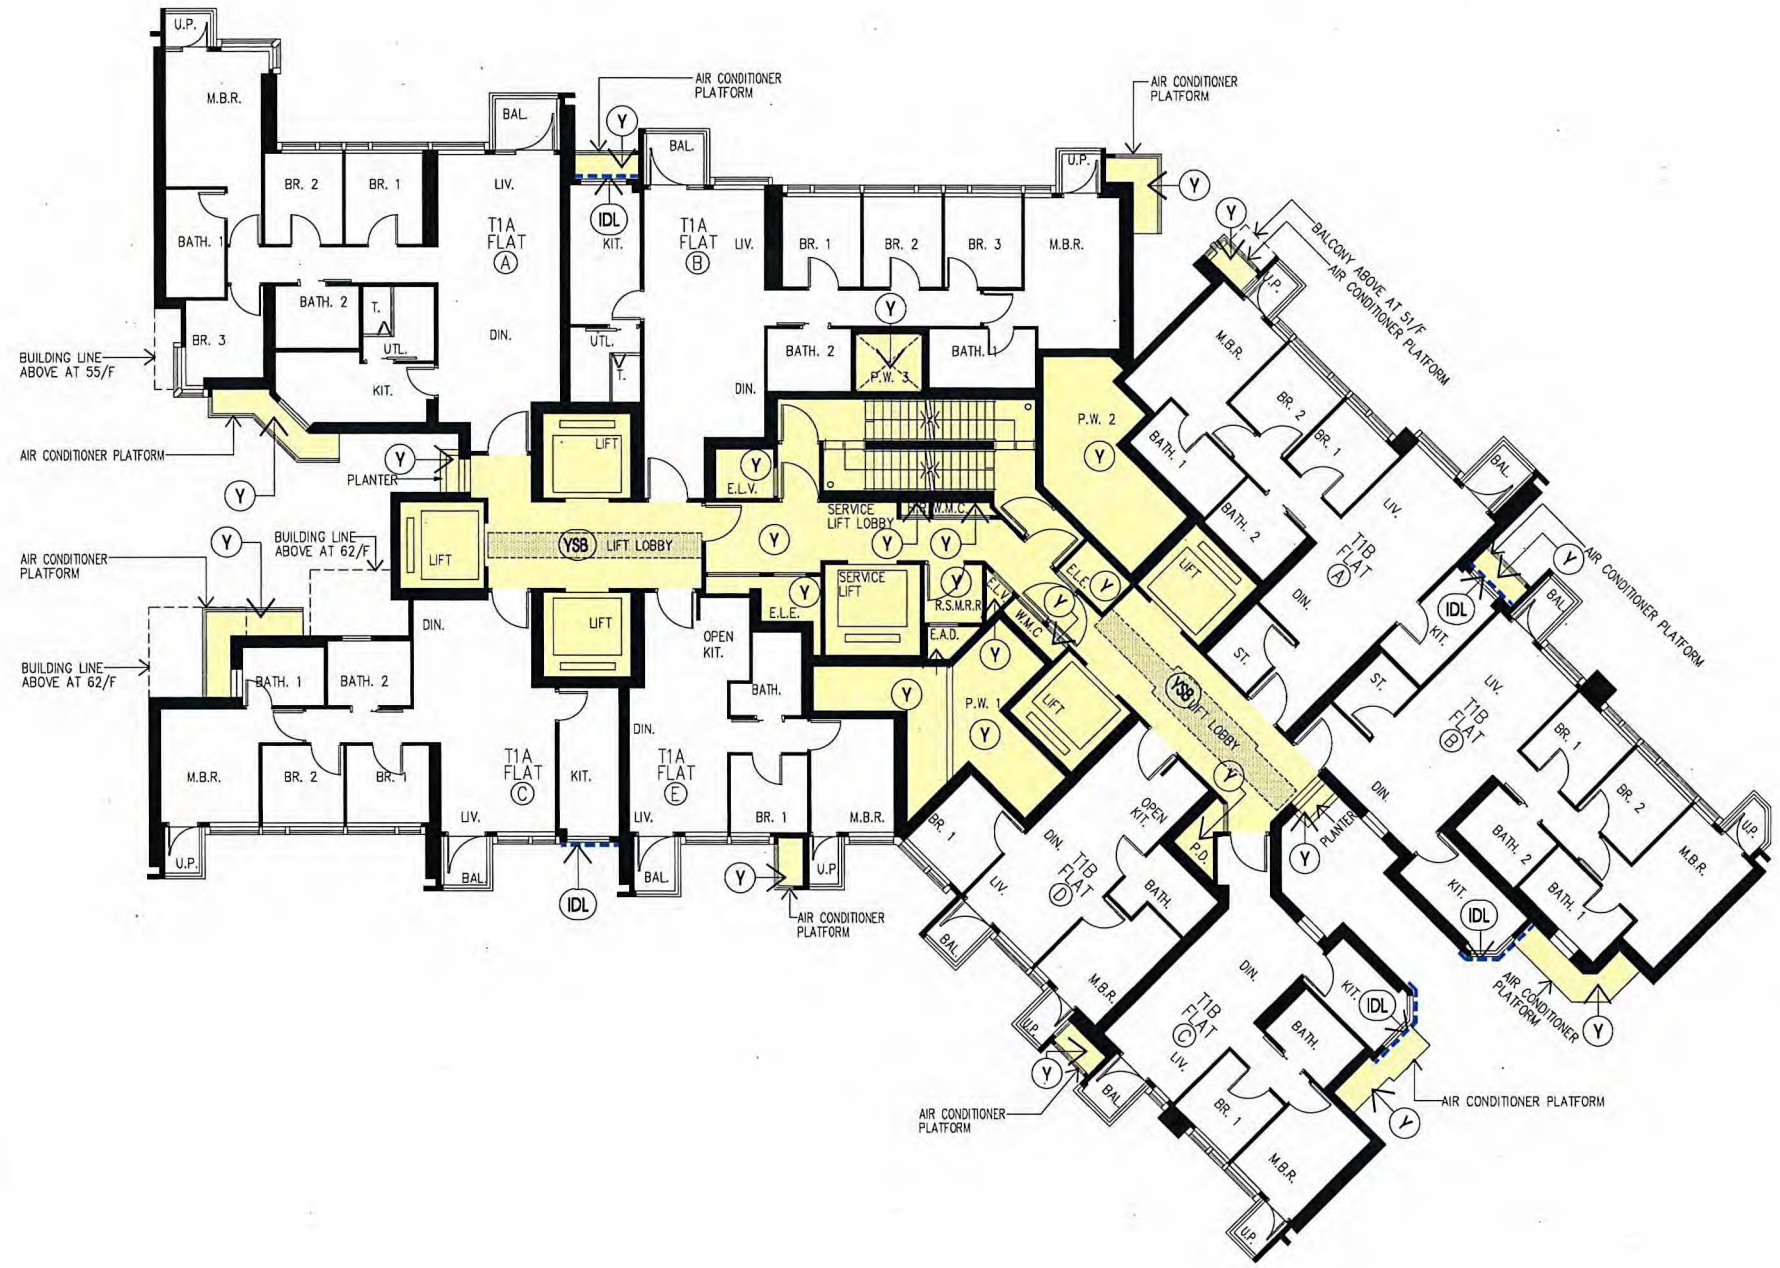 U.P.
M.B.R.
BATH. 1
BR. 3
BR. 2
BR. 1
BATH. 2
T.
UTL.
KIT.
BAL.
LIV.
T1A
FLAT
A
DIN.
BUILDING LINE
ABOVE AT 55/F
AIR CONDITIONER PLATFORM
Y
Y
PLANTER
AIR CONDITIONER
PLATFORM
Y
IDL
KIT.
UTL.
T.
BAL.
T1A
FLAT
B
LIV.
DIN.
BR. 1
BR. 2
BR. 3
M.B.R.
U.P.
BATH. 2
Y
P.W. 3
BATH. 1
AIR CONDITIONER
PLATFORM
Y
LIFT
LIFT
LIFT
YSB
LIFT LOBBY
Y
E.L.V.
SERVICE
LIFT LOBBY
Y
H.R.
W.M.C.
Y
Y
SERVICE
LIFT
Y
E.L.E.
Y
R.S.M.R.R.
E.L.V.
E.A.D.
W.M.C
Y
E.L.E.
Y
P.W. 2
Y
Y
P.W. 1
Y
Y
Y
BUILDING LINE
ABOVE AT 62/F
AIR CONDITIONER
PLATFORM
BUILDING LINE
ABOVE AT 62/F
DIN.
BATH. 1
BATH. 2
M.B.R.
BR. 2
BR. 1
T1A
FLAT
C
LIV.
KIT.
U.P.
BAL.
IDL
OPEN
KIT.
BATH.
DIN.
T1A
FLAT
E
LIV.
BR. 1
M.B.R.
BAL.
U.P.
Y
AIR CONDITIONER
PLATFORM
Y
BALCONY ABOVE AT 51/F
AIR CONDITIONER PLATFORM
U.P.
M.B.R.
BR. 2
BR. 1
BATH. 1
BATH. 2
LIV.
BAL.
T1B
FLAT
A
DIN.
ST.
LIFT
LIFT
YSB
LIFT LOBBY
Y
Y
AIR CONDITIONER PLATFORM
IDL
KIT.
BAL.
ST.
LIV.
T1B
FLAT
B
DIN.
BR. 1
BR. 2
M.B.R.
U.P.
BATH. 2
BATH. 1
KIT.
IDL
AIR CONDITIONER
PLATFORM
Y
PLANTER
Y
P.D.
OPEN
KIT.
DIN.
T1B
FLAT
D
BATH.
BR. 1
LIV.
BAL.
M.B.R.
U.P.
Y
AIR CONDITIONER
PLATFORM
DIN.
T1B
FLAT
C
LIV.
KIT.
IDL
BATH.
BAL.
BR. 1
M.B.R.
U.P.
AIR CONDITIONER PLATFORM
Y